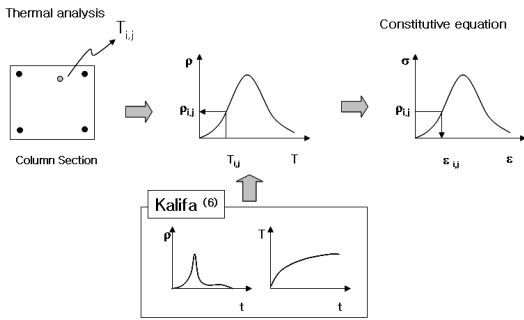 Thermal analysis
T i,j
Column Section
ρ
ρ i,j
T i,j
T
Constitutive equation
σ
ρ i,j
ε i,j
ε
Kalifa (6)
ρ
t
T
t